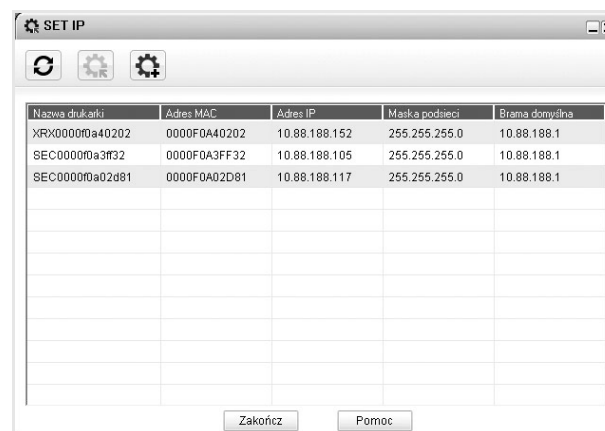 SET IP
Nazwa drukarki Adres MAC Adres IP Maska podsieci Brama domyślna
XRX0000f0a40202 0000F0A40202 10.88.188.152 255.255.255.0 10.88.188.1
SEC0000f0a3ff32 0000F0A3FF32 10.88.188.105 255.255.255.0 10.88.188.1
SEC0000f0a02d81 0000F0A02D81 10.88.188.117 255.255.255.0 10.88.188.1
Zakończ Pomoc